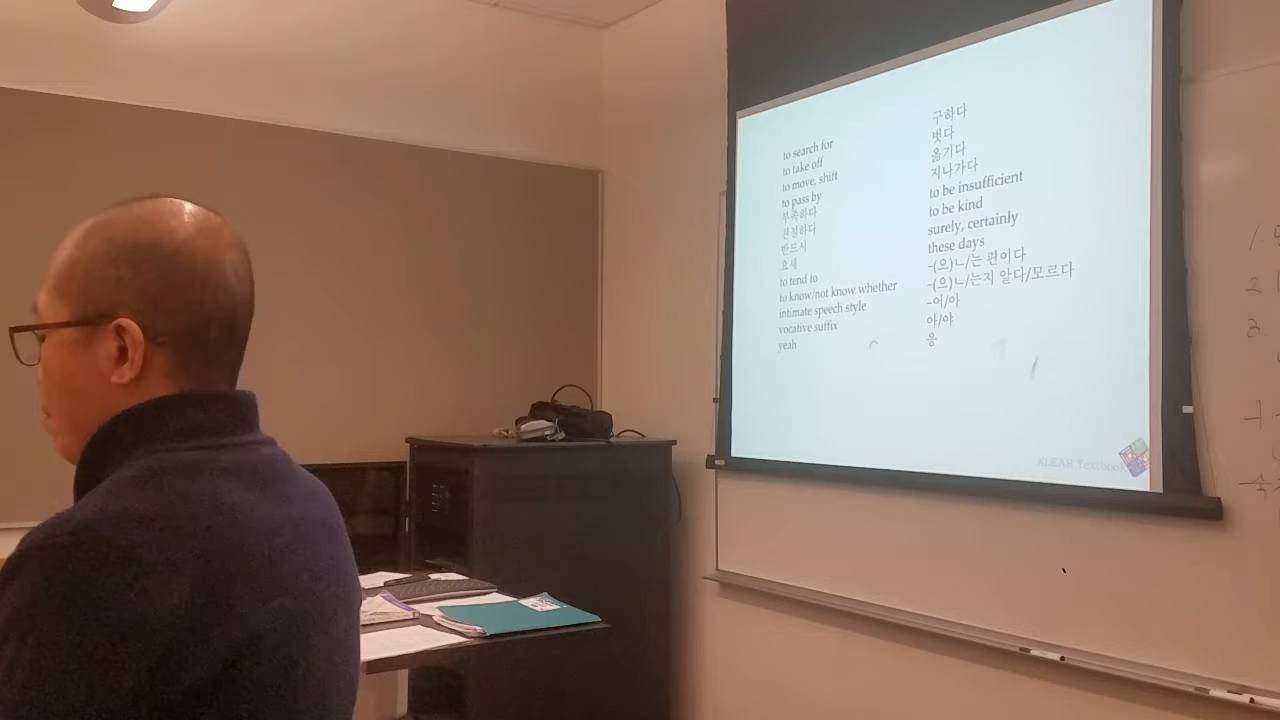 to search for
to take off
to move, shift
to pass by
부족하다
친절하다
반드시
요새
to tend to
to know/not know whether
intimate speech style
vocative suffix
yeah
구하다
벗다
옮기다
지나가다
to be insufficient
to be kind
surely, certainly
these days
-(으)ㄴ/는 편이다
-(으)ㄴ/는지 알다/모르다
-어/아
아/야
응
KLEAR Textbook
1.
2
3